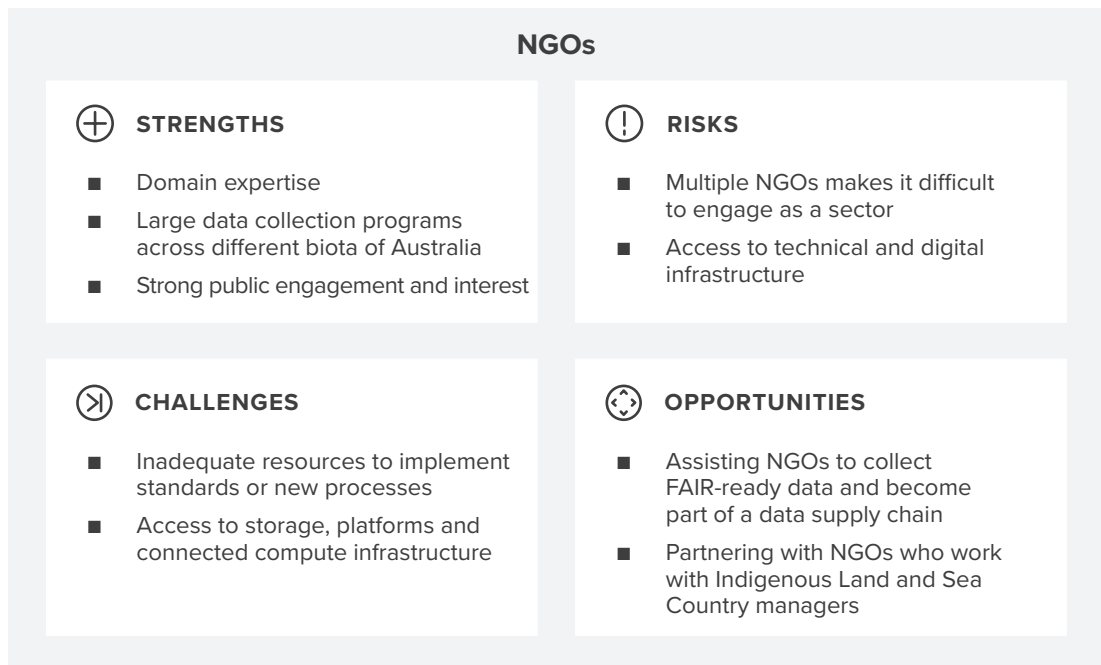 NGOs
STRENGTHS
■ Domain expertise
■ Large data collection programs
across different biota of Australia
■ Strong public engagement and interest
RISKS
■ Multiple NGOs makes it difficult
to engage as a sector
■ Access to technical and digital
infrastructure
CHALLENGES
■ Inadequate resources to implement
standards or new processes
■ Access to storage, platforms and
connected compute infrastructure
OPPORTUNITIES
■ Assisting NGOs to collect
FAIR-ready data and become
part of a data supply chain
■ Partnering with NGOs who work
with Indigenous Land and Sea
Country managers